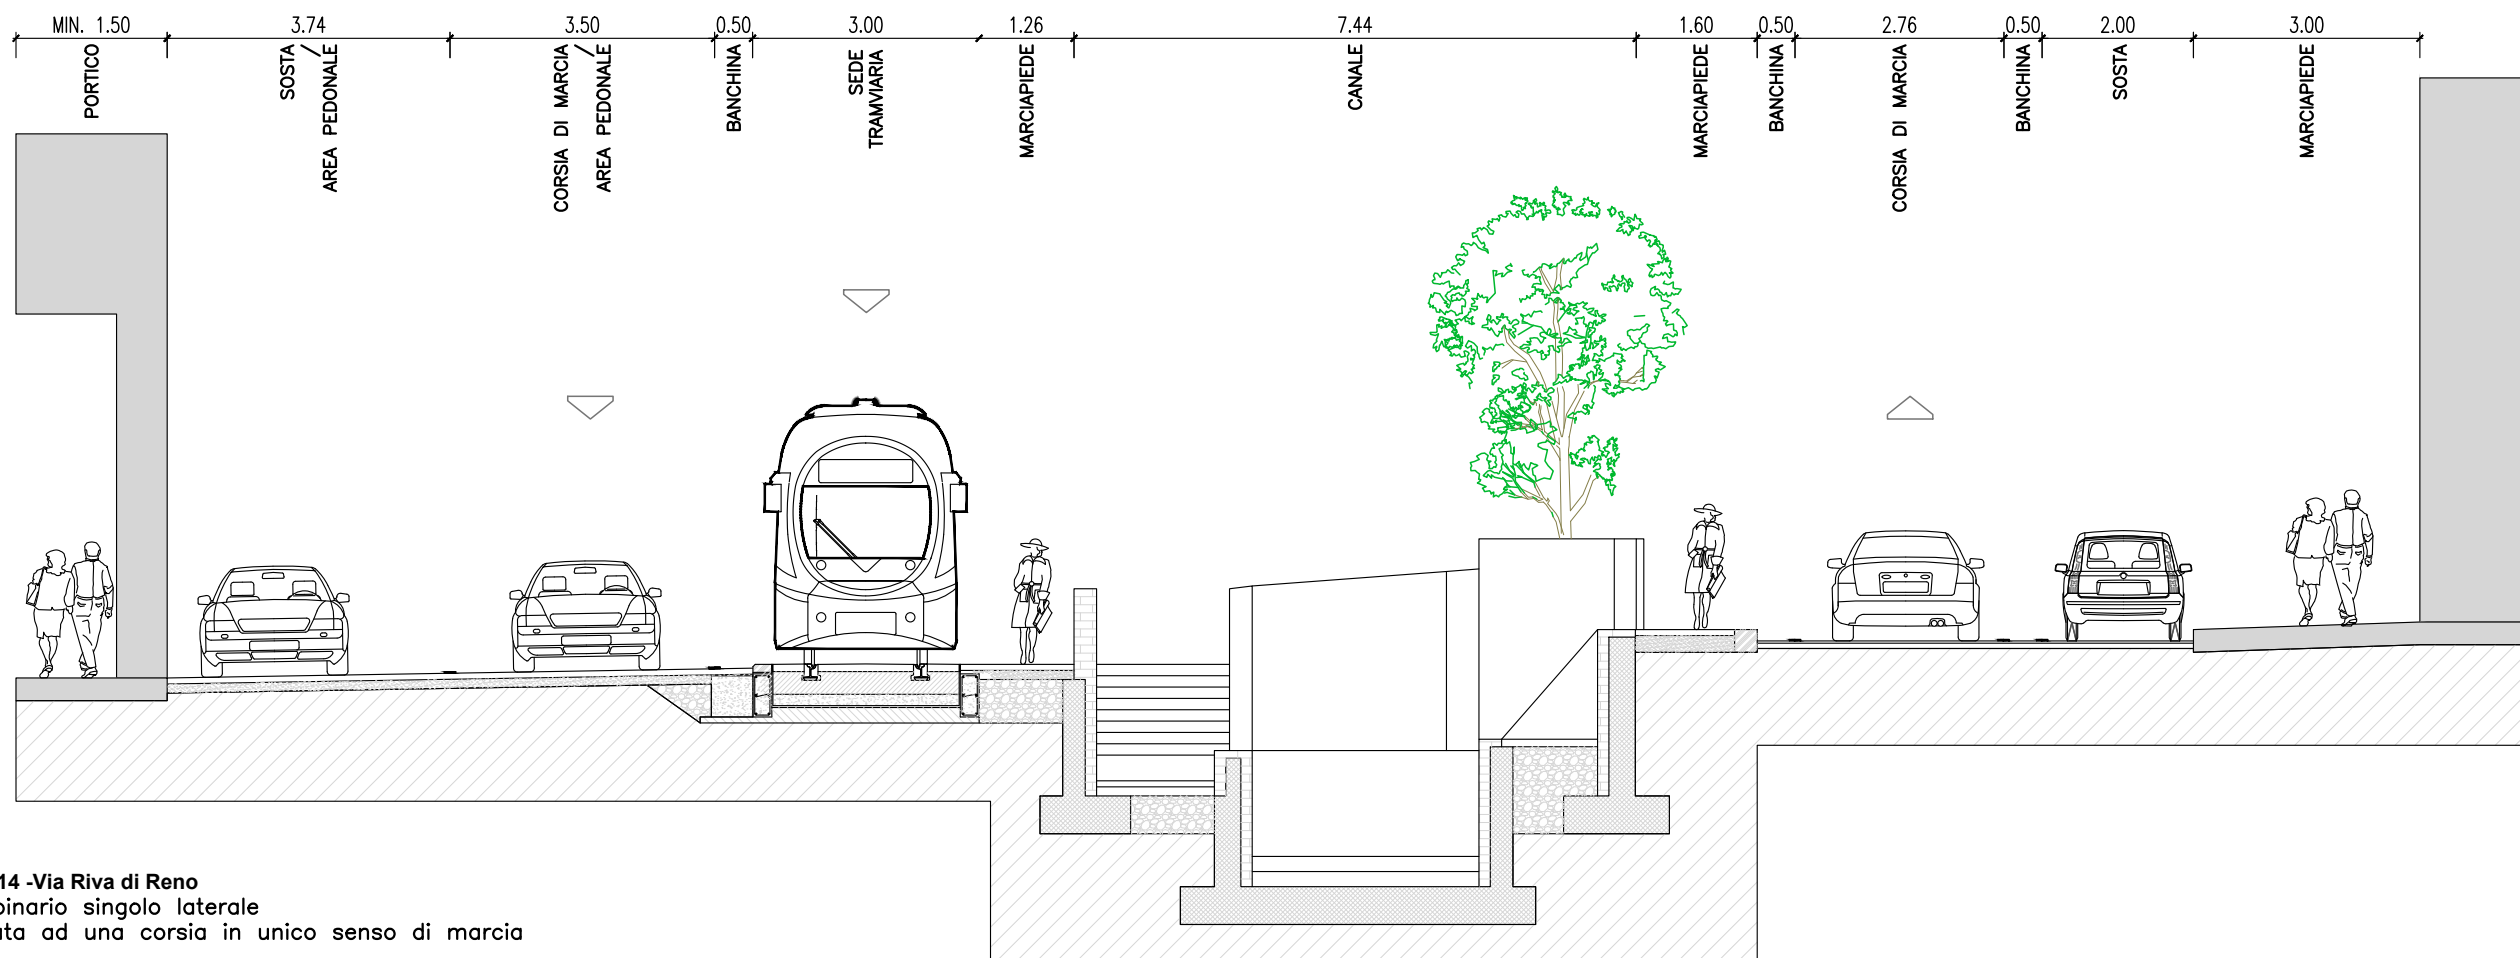 MIN. 1.50
3.74
3.50
0.50
3.00
1.26
7.44
1.60
0.50
2.76
0.50
2.00
3.00
PORTICO
SOSTA /
AREA PEDONALE
CORSIA DI MARCIA /
AREA PEDONALE
BANCHINA
SEDE
TRAMVIARIA
MARCIAPIEDE
CANALE
MARCIAPIEDE
BANCHINA
CORSIA DI MARCIA
BANCHINA
SOSTA
MARCIAPIEDE
14 -Via Riva di Reno
singolo laterale
ad una corsia in unico senso di marcia